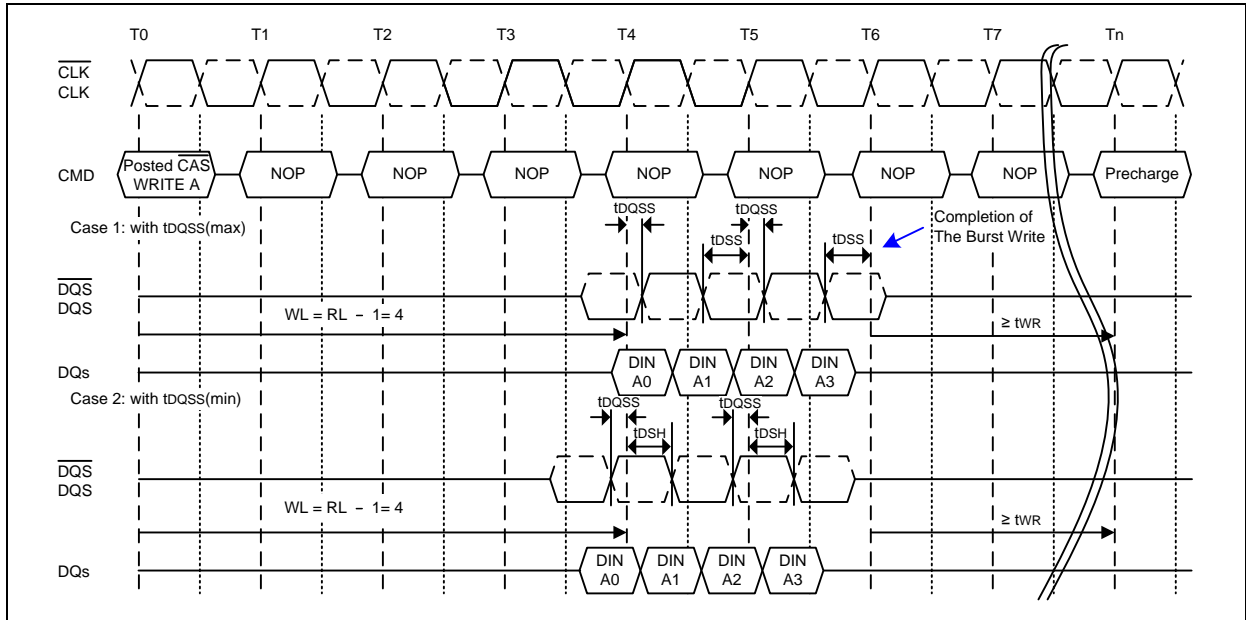 T0 T1 T2 T3 T4 T5 T6 T7 Tn
CLK
CLK
CMD
Posted CAS
WRITE A
NOP NOP NOP NOP NOP NOP NOP Precharge
Case 1: with tDQSS(max)
tDQSS tDQSS
tDSS tDSS
Completion of
The Burst Write
DQS
DQS
WL = RL − 1= 4
≥ tWR
DQs
DIN
A0
DIN
A1
DIN
A2
DIN
A3
Case 2: with tDQSS(min)
tDQSS tDQSS
tDSH tDSH
DQS
DQS
WL = RL − 1= 4
≥ tWR
DQs
DIN
A0
DIN
A1
DIN
A2
DIN
A3